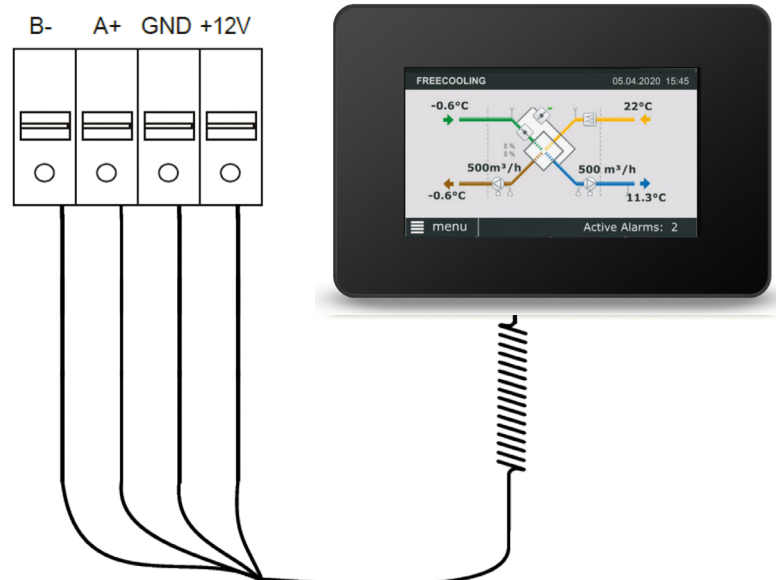 B- A+ GND +12V
FREECOOLING 05.04.2020 15:45
-0.6°C 22°C
0 %
0 %
500m³/h 500 m³/h
-0.6°C 11.3°C
menu Active Alarms: 2